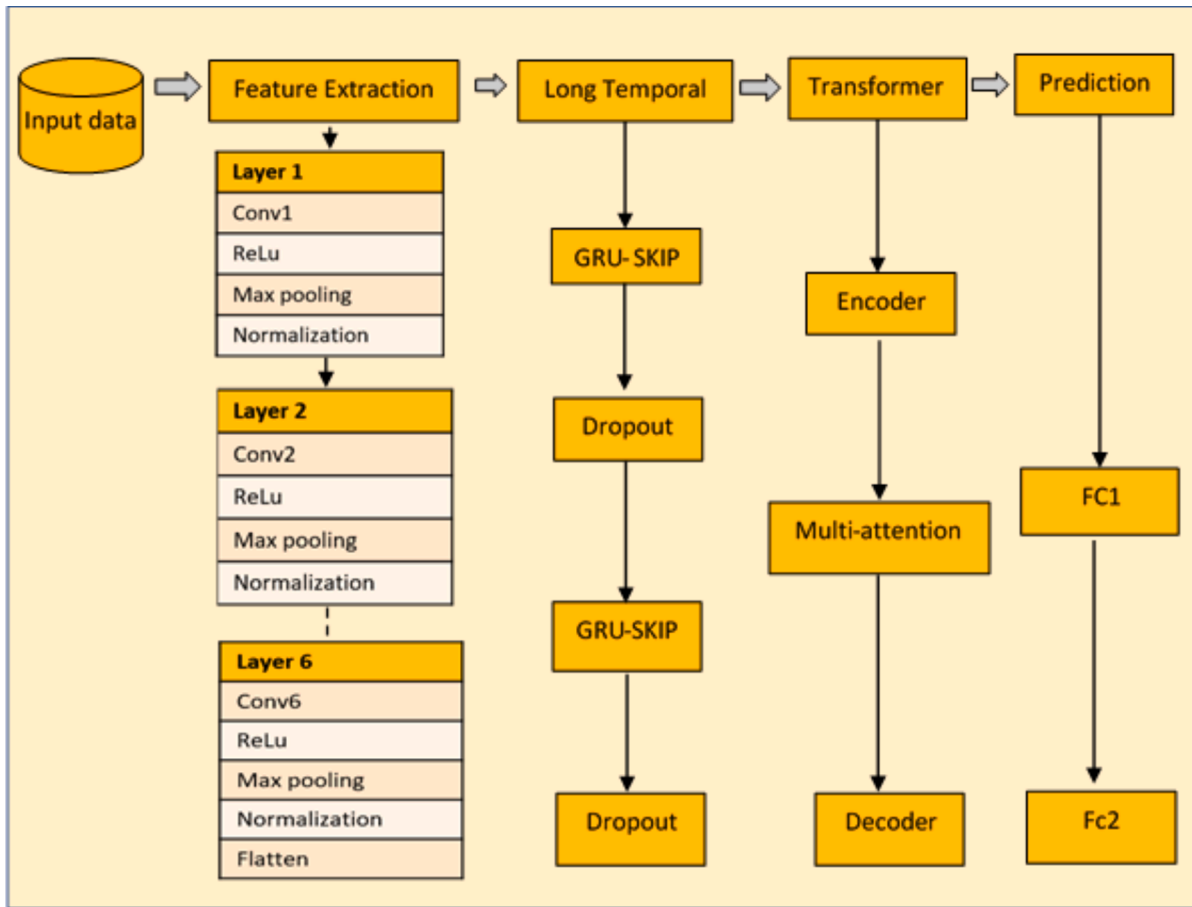 Input data
Feature Extraction
Long Temporal
Transformer
Prediction
Layer 1
Conv1
ReLu
Max pooling
Normalization
Layer 2
Conv2
ReLu
Max pooling
Normalization
Layer 6
Conv6
ReLu
Max pooling
Normalization
Flatten
GRU- SKIP
Dropout
GRU-SKIP
Dropout
Encoder
Multi-attention
Decoder
FC1
Fc2